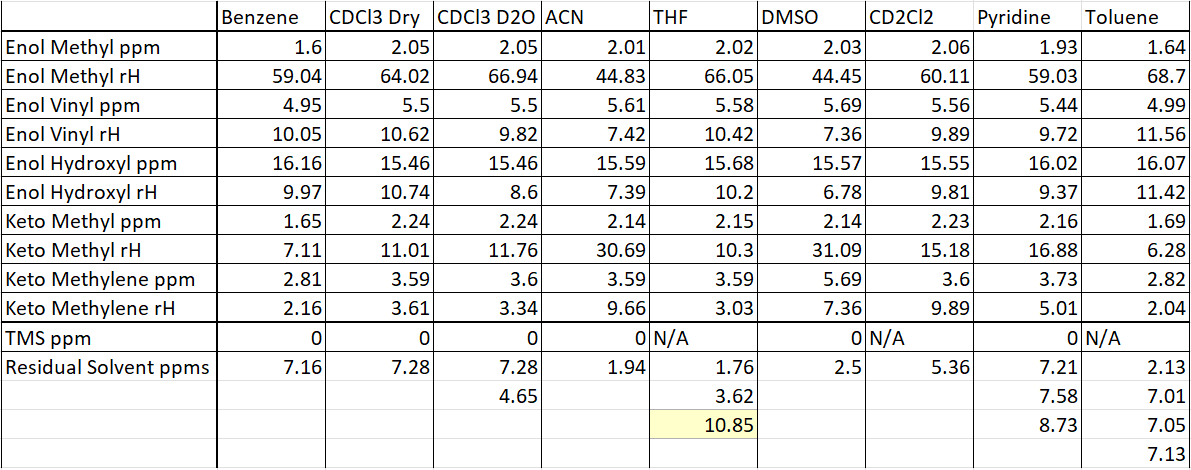 Benzene CDCl3 Dry CDCl3 D2O ACN THF DMSO CD2Cl2 Pyridine Toluene
Enol Methyl ppm 1.6 2.05 2.05 2.01 2.02 2.03 2.06 1.93 1.64
Enol Methyl rH 59.04 64.02 66.94 44.83 66.05 44.45 60.11 59.03 68.7
Enol Vinyl ppm 4.95 5.5 5.5 5.61 5.58 5.69 5.56 5.44 4.99
Enol Vinyl rH 10.05 10.62 9.82 7.42 10.42 7.36 9.89 9.72 11.56
Enol Hydroxyl ppm 16.16 15.46 15.46 15.59 15.68 15.57 15.55 16.02 16.07
Enol Hydroxyl rH 9.97 10.74 8.6 7.39 10.2 6.78 9.81 9.37 11.42
Keto Methyl ppm 1.65 2.24 2.24 2.14 2.15 2.14 2.23 2.16 1.69
Keto Methyl rH 7.11 11.01 11.76 30.69 10.3 31.09 15.18 16.88 6.28
Keto Methylene ppm 2.81 3.59 3.6 3.59 3.59 5.69 3.6 3.73 2.82
Keto Methylene rH 2.16 3.61 3.34 9.66 3.03 7.36 9.89 5.01 2.04
TMS ppm 0 0 0 0 N/A 0 N/A 0 N/A
Residual Solvent ppms 7.16 7.28 7.28 1.94 1.76 2.5 5.36 7.21 2.13
4.65 3.62 7.58 7.01
10.85 8.73 7.05
7.13